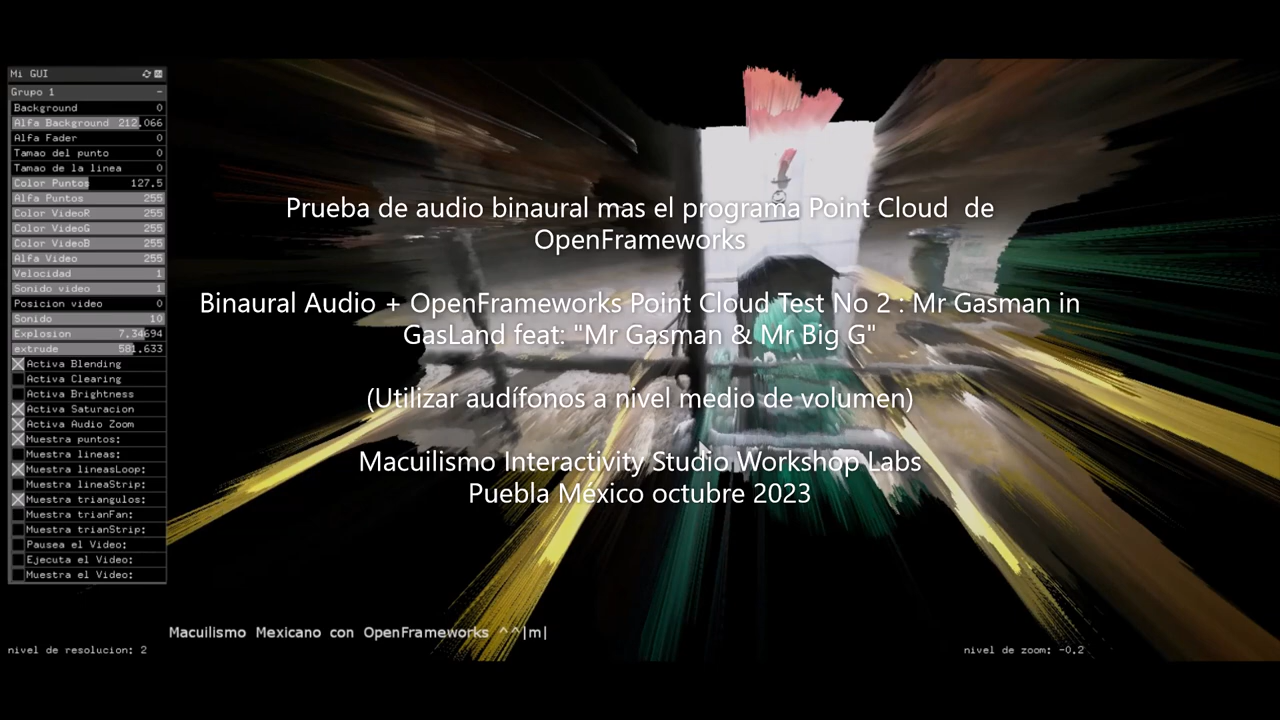 Mi GUI
Grupo 1 -
Background 0
Alfa Background 212.066
Alfa Fader 0
Tamao del punto 0
Tamao de la linea 0
Color Puntos 127.5
Alfa Puntos 255
Color VideoR 255
Color VideoG 255
Color VideoB 255
Alfa Video 255
Velocidad 1
Sonido video 1
Posicion video 0
Sonido 10
Explosion 7.34694
extrude 581.633
Activa Blending
Activa Clearing
Activa Brightness
Activa Saturacion
Activa Audio Zoom
Muestra puntos:
Muestra lineas:
Muestra lineasLoop:
Muestra lineaStrip:
Muestra triangulos:
Muestra trianFan:
Muestra trianStrip:
Pausea el Video:
Ejecuta el Video:
Muestra el Video:
Prueba de audio binaural mas el programa Point Cloud de
OpenFrameworks
Binaural Audio + OpenFrameworks Point Cloud Test No 2 : Mr Gasman in
GasLand feat: "Mr Gasman & Mr Big G"
(Utilizar audífonos a nivel medio de volumen)
Macuilismo Interactivity Studio Workshop Labs
Puebla México octubre 2023
Macuilismo Mexicano con OpenFrameworks ^^|m|
nivel de resolucion: 2
nivel de zoom: -0.2